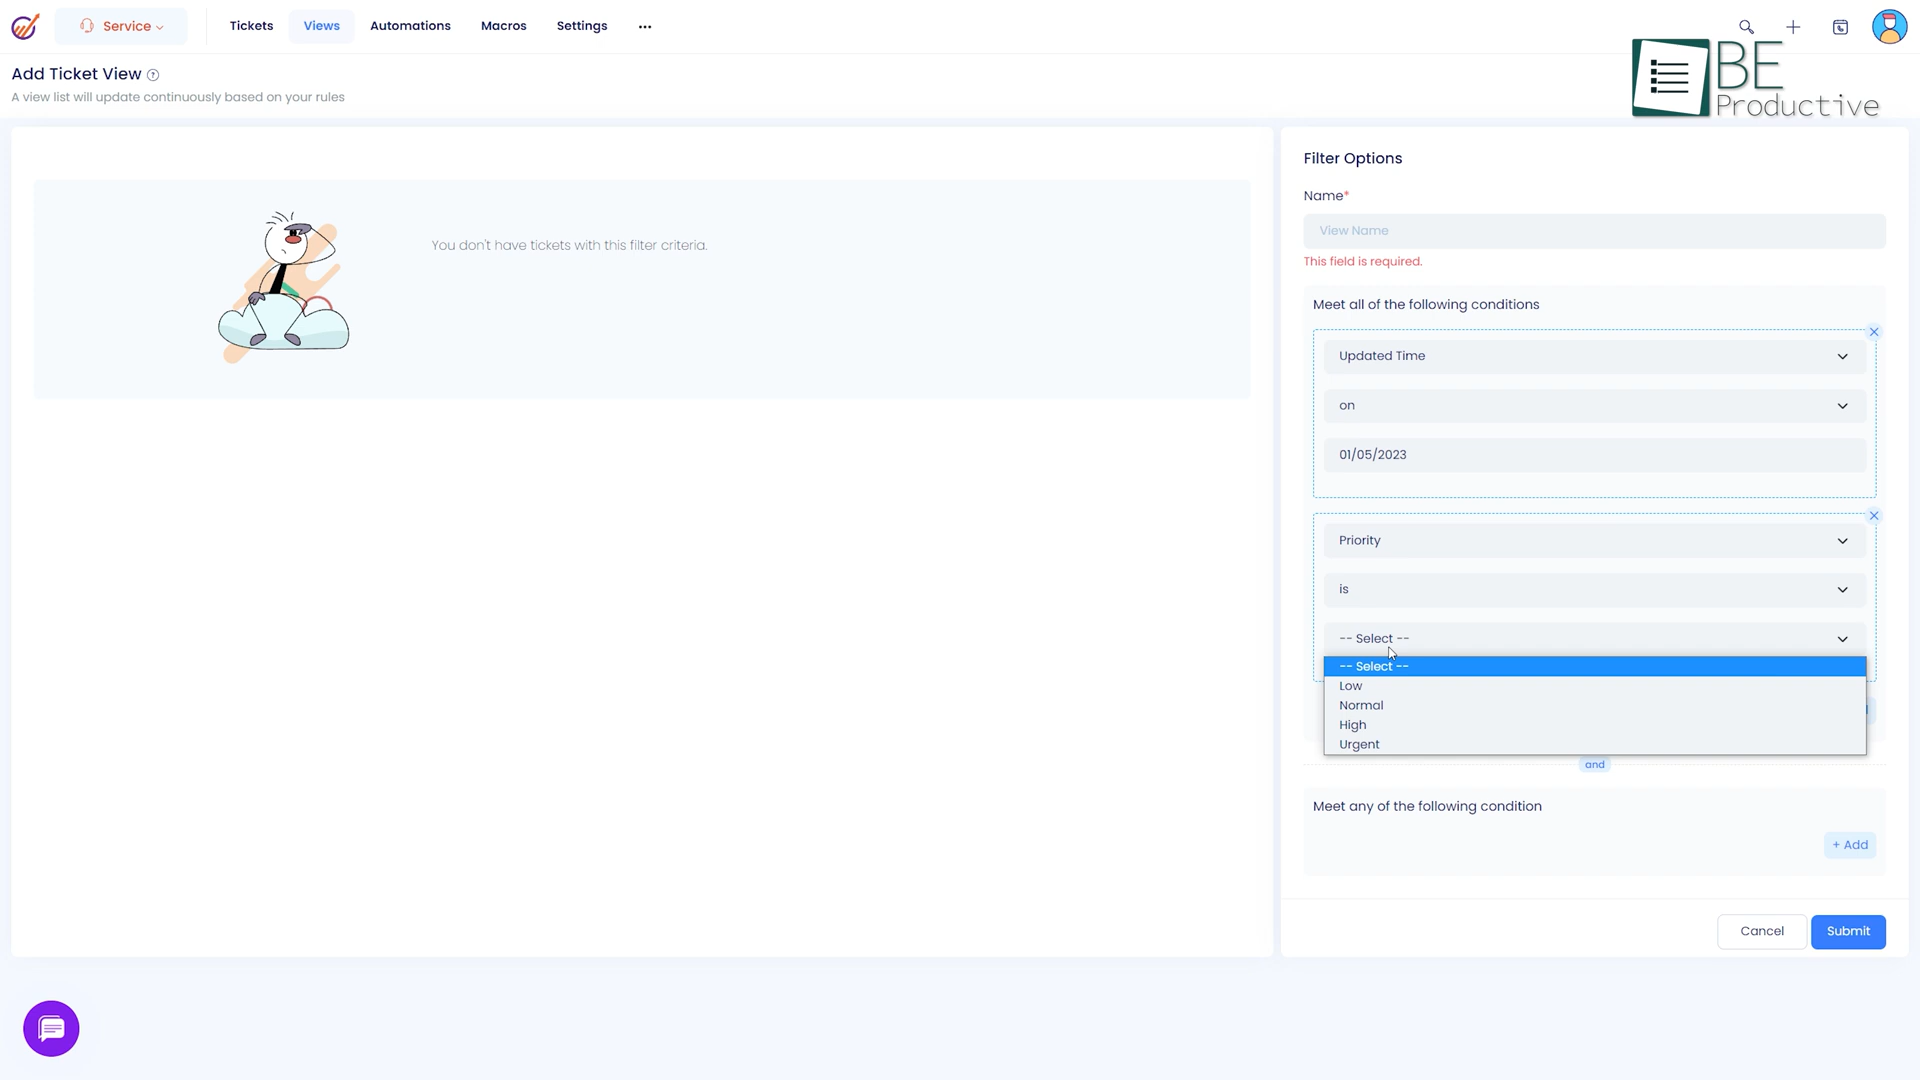 Service
Tickets
Views
Automations
Macros
Settings
BE
Productive
Add Ticket View
A view list will update continuously based on your rules
You don't have tickets with this filter criteria.
Filter Options
Name*
View Name
This field is required.
Meet all of the following conditions
Updated Time
on
01/05/2023
Priority
is
-- Select --
-- Select --
Low
Normal
High
Urgent
and
Meet any of the following condition
+ Add
Cancel
Submit